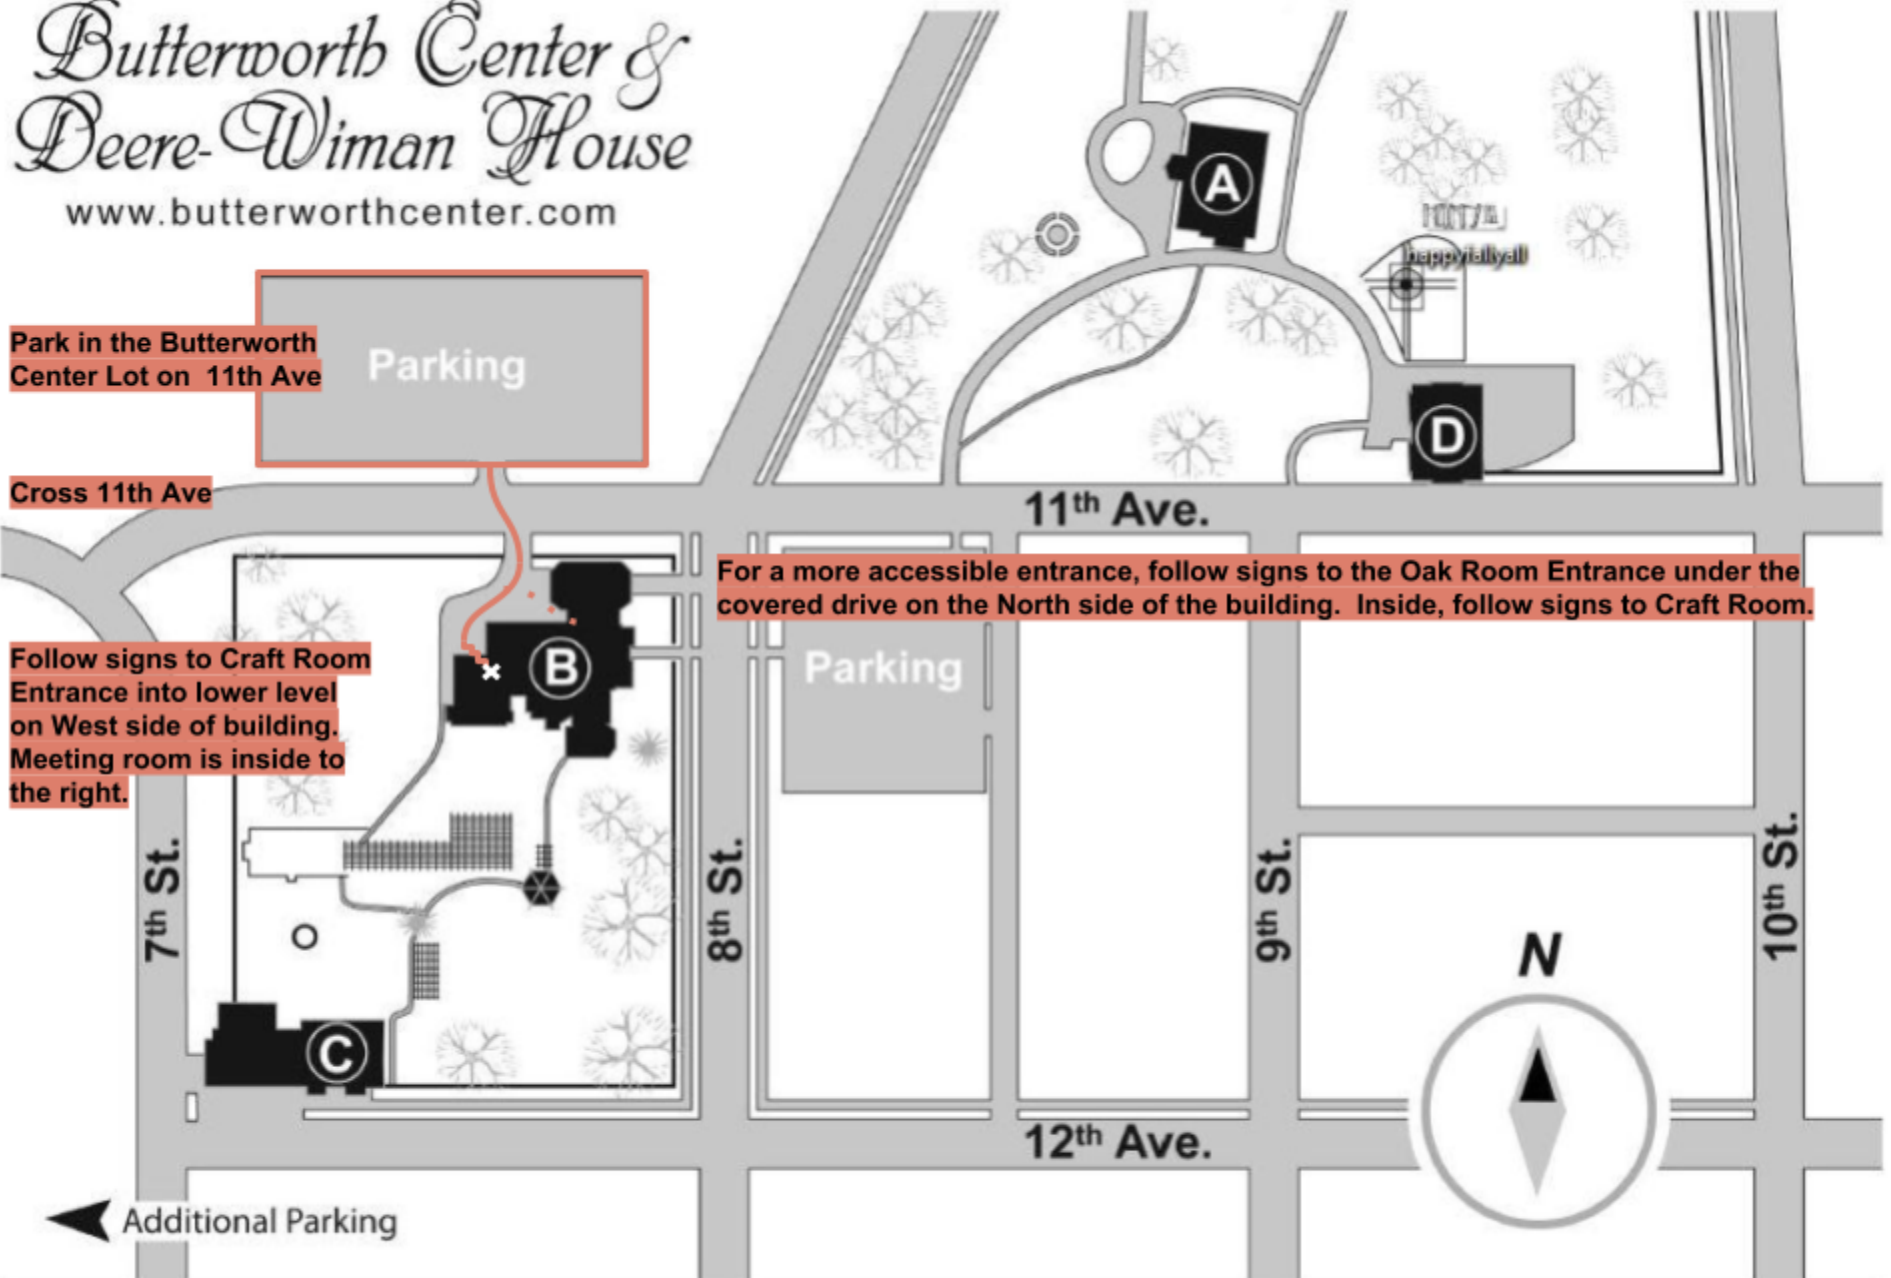 Butterworth Center &
Deere-Wiman House
www.butterworthcenter.com
Park in the Butterworth
Center Lot on 11th Ave
Parking
Cross 11th Ave
A
D
11th Ave.
For a more accessible entrance, follow signs to the Oak Room Entrance under the
covered drive on the North side of the building. Inside, follow signs to Craft Room.
Follow signs to Craft Room
Entrance into lower level
on West side of building.
Meeting room is inside to
the right.
B
Parking
7th St.
8th St.
9th St.
10th St.
N
C
12th Ave.
Additional Parking